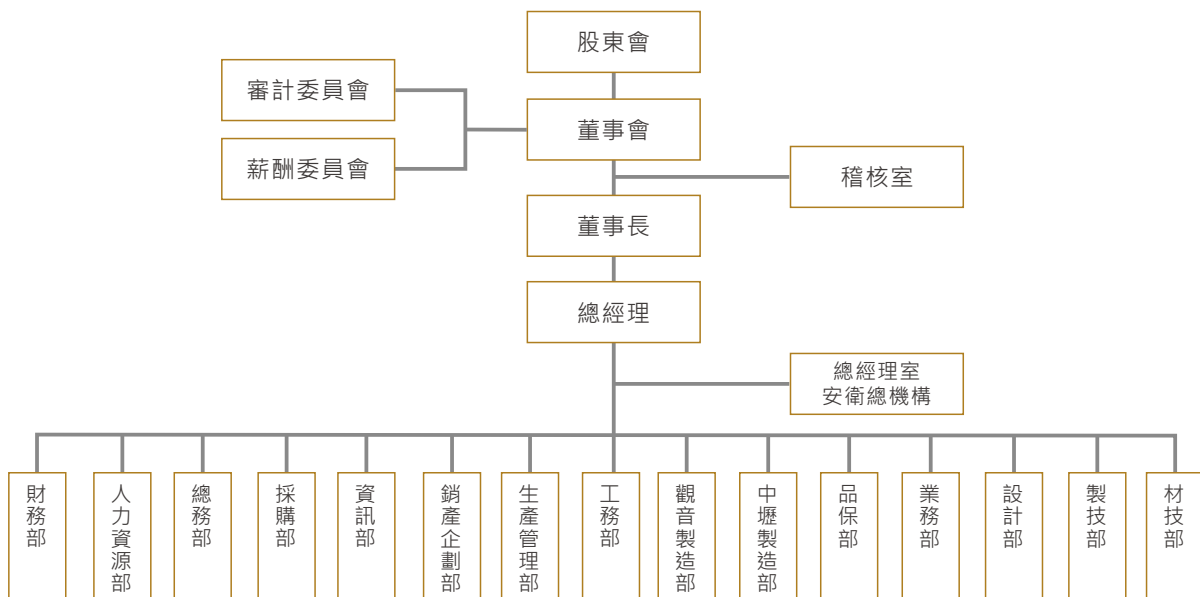 股東會
審計委員會
董事會
薪酬委員會
稽核室
董事長
總經理
總經理室
安衛總機構
財務部
人力資源部
總務部
採購部
資訊部
銷產企劃部
生產管理部
工務部
觀音製造部
中壢製造部
品保部
業務部
設計部
製技部
材技部